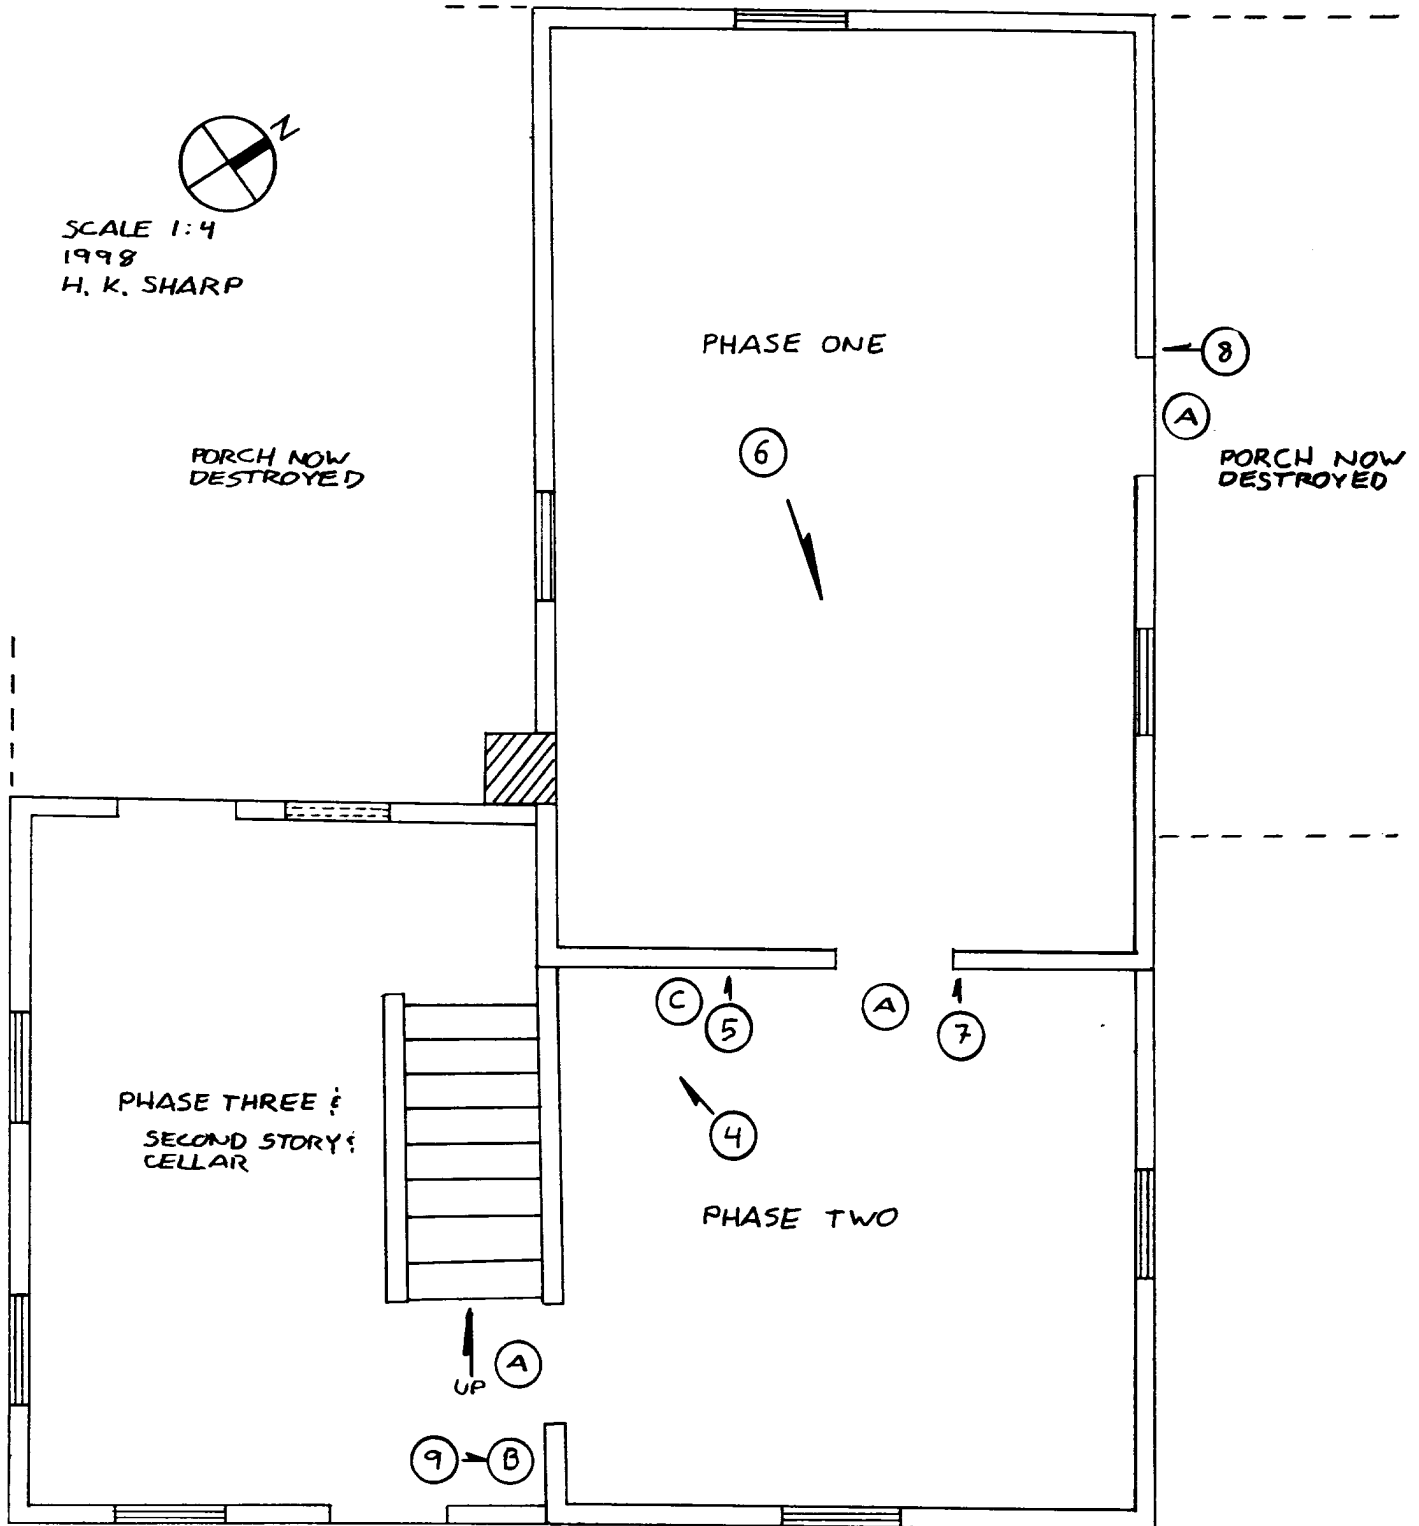 N
SCALE 1:4
1998
H. K. SHARP
PHASE ONE
8
A
6
PORCH NOW
DESTROYED
PORCH NOW
DESTROYED
C
5
A
7
PHASE THREE &
SECOND STORY &
CELLAR
4
PHASE TWO
UP
A
9
B